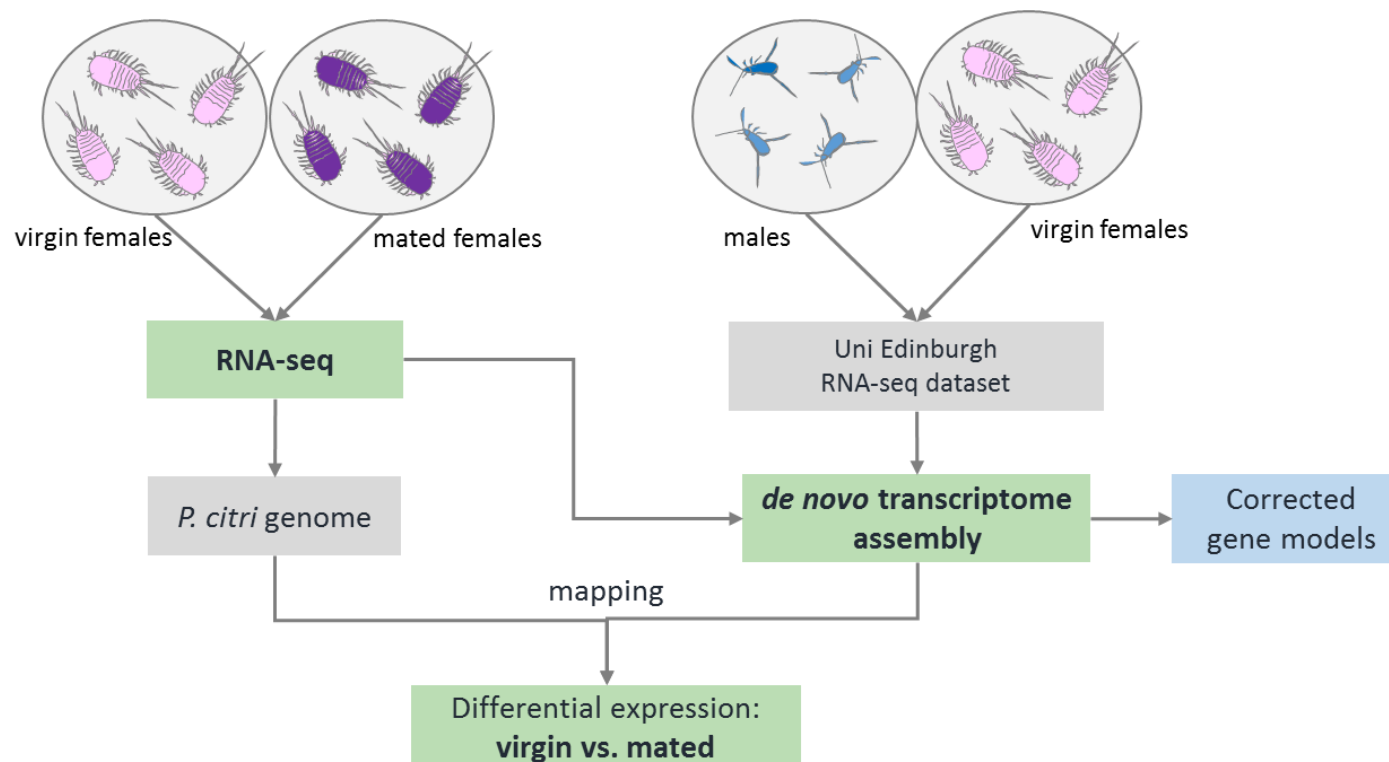 virgin females
mated females
males
virgin females
RNA-seq
Uni Edinburgh
RNA-seq dataset
P. citri genome
de novo transcriptome
assembly
Corrected
gene models
mapping
Differential expression:
virgin vs. mated